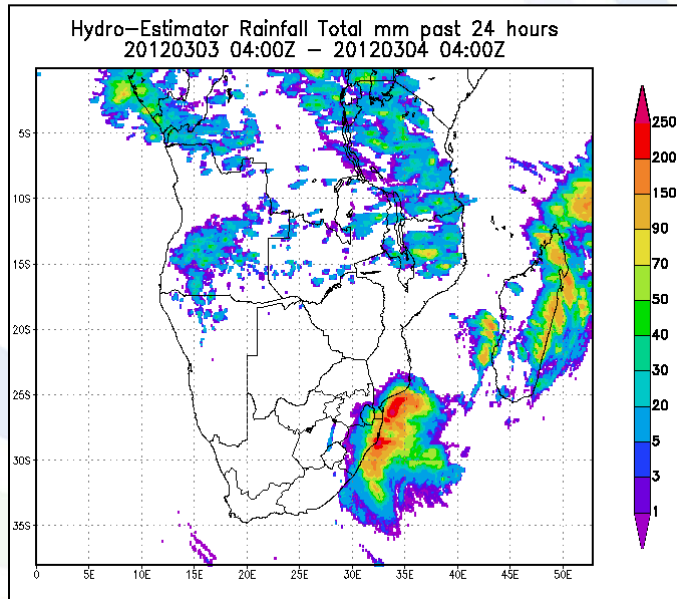 Hydro-Estimator Rainfall Total mm past 24 hours
20120303 04:00Z - 20120304 04:00Z
5S
10S
15S
20S
25S
30S
35S
0 5E 10E 15E 20E 25E 30E 35E 40E 45E 50E
250
200
150
90
70
50
40
30
20
5
3
1